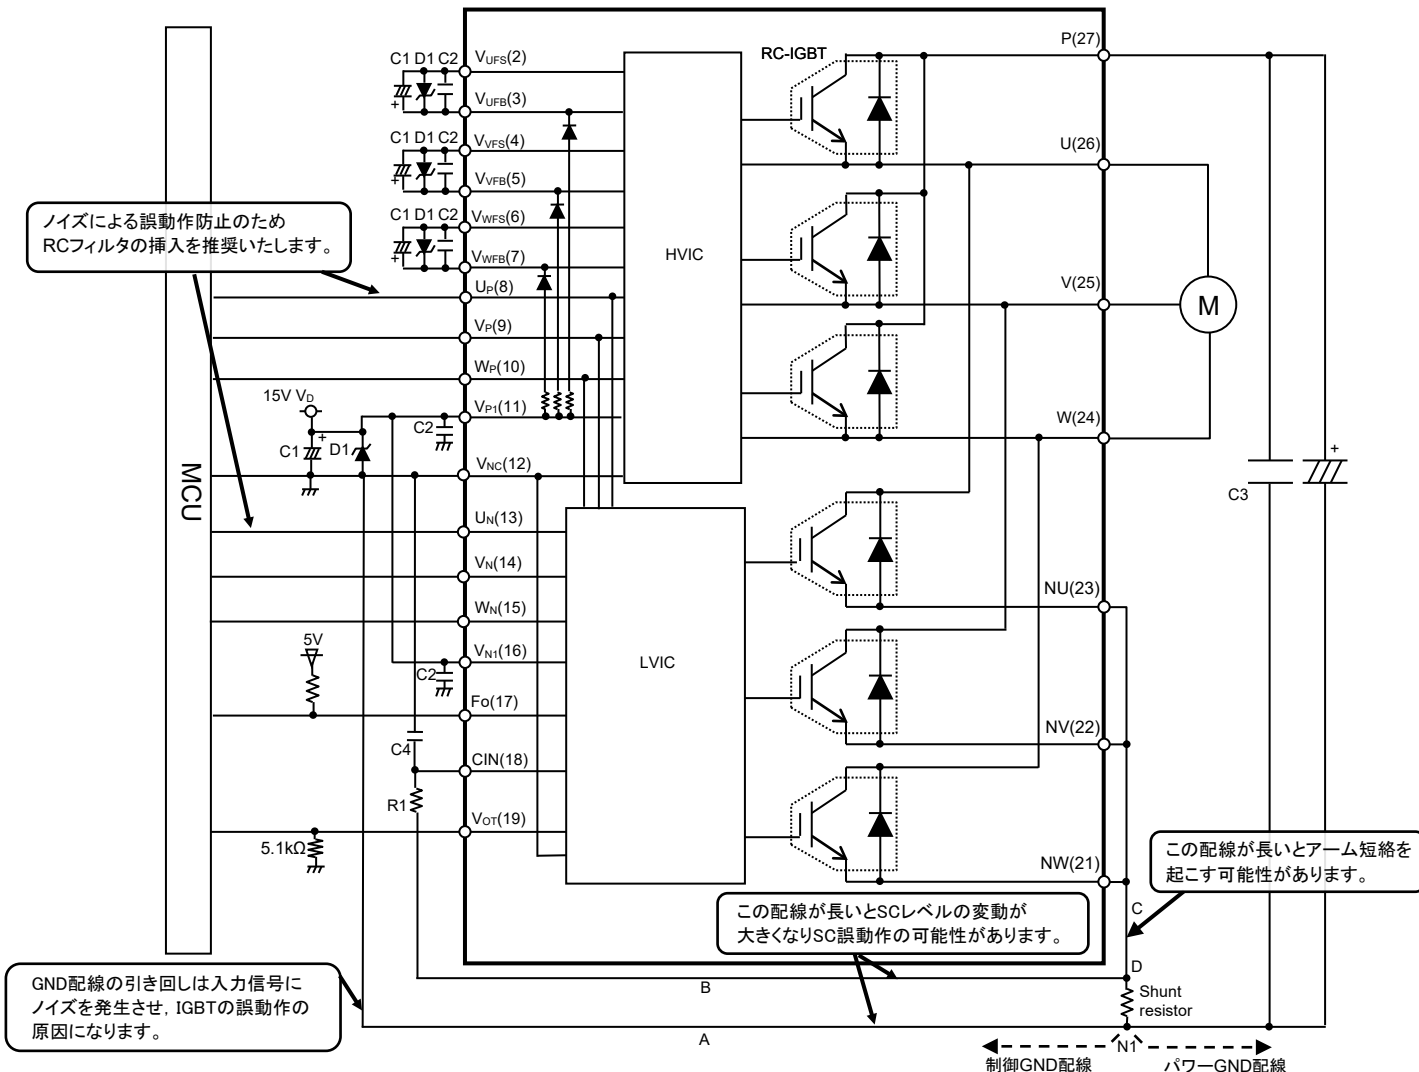 RC-IGBT
P(27)
C1 D1 C2
VUFS(2)
+
VUFB(3)
C1 D1 C2
VVFS(4)
+
VVFB(5)
C1 D1 C2
VWFS(6)
+
VWFB(7)
U(26)
ノイズによる誤動作防止のため
RCフィルタの挿入を推奨いたします。
HVIC
UP(8)
V(25)
M
VP(9)
WP(10)
15V VD
VP1(11)
C2
W(24)
+
C1
D1
VNC(12)
+
C3
MCU
UN(13)
VN(14)
NU(23)
WN(15)
5V
VN1(16)
C2
LVIC
Fo(17)
NV(22)
C4
CIN(18)
R1
VOT(19)
5.1kΩ
NW(21)
この配線が長いとアーム短絡を
起こす可能性があります。
この配線が長いとSCレベルの変動が
大きくなりSC誤動作の可能性があります。
C
D
GND配線の引き回しは入力信号に
ノイズを発生させ, IGBTの誤動作の
原因になります。
B
Shunt
resistor
A
N1
制御GND配線
パワーGND配線